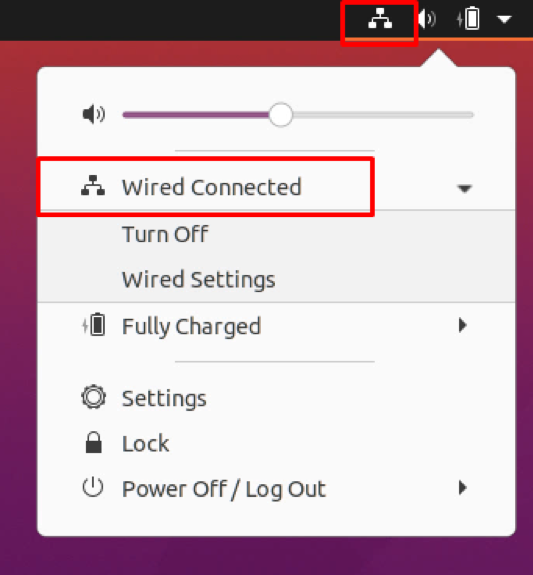 Wired Connected
Turn Off
Wired Settings
Fully Charged
Settings
Lock
Power Off / Log Out